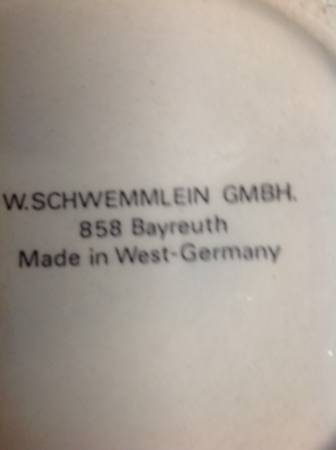 W.SCHWEMMLEIN GMBH.
858 Bayreuth
Made in West-Germany